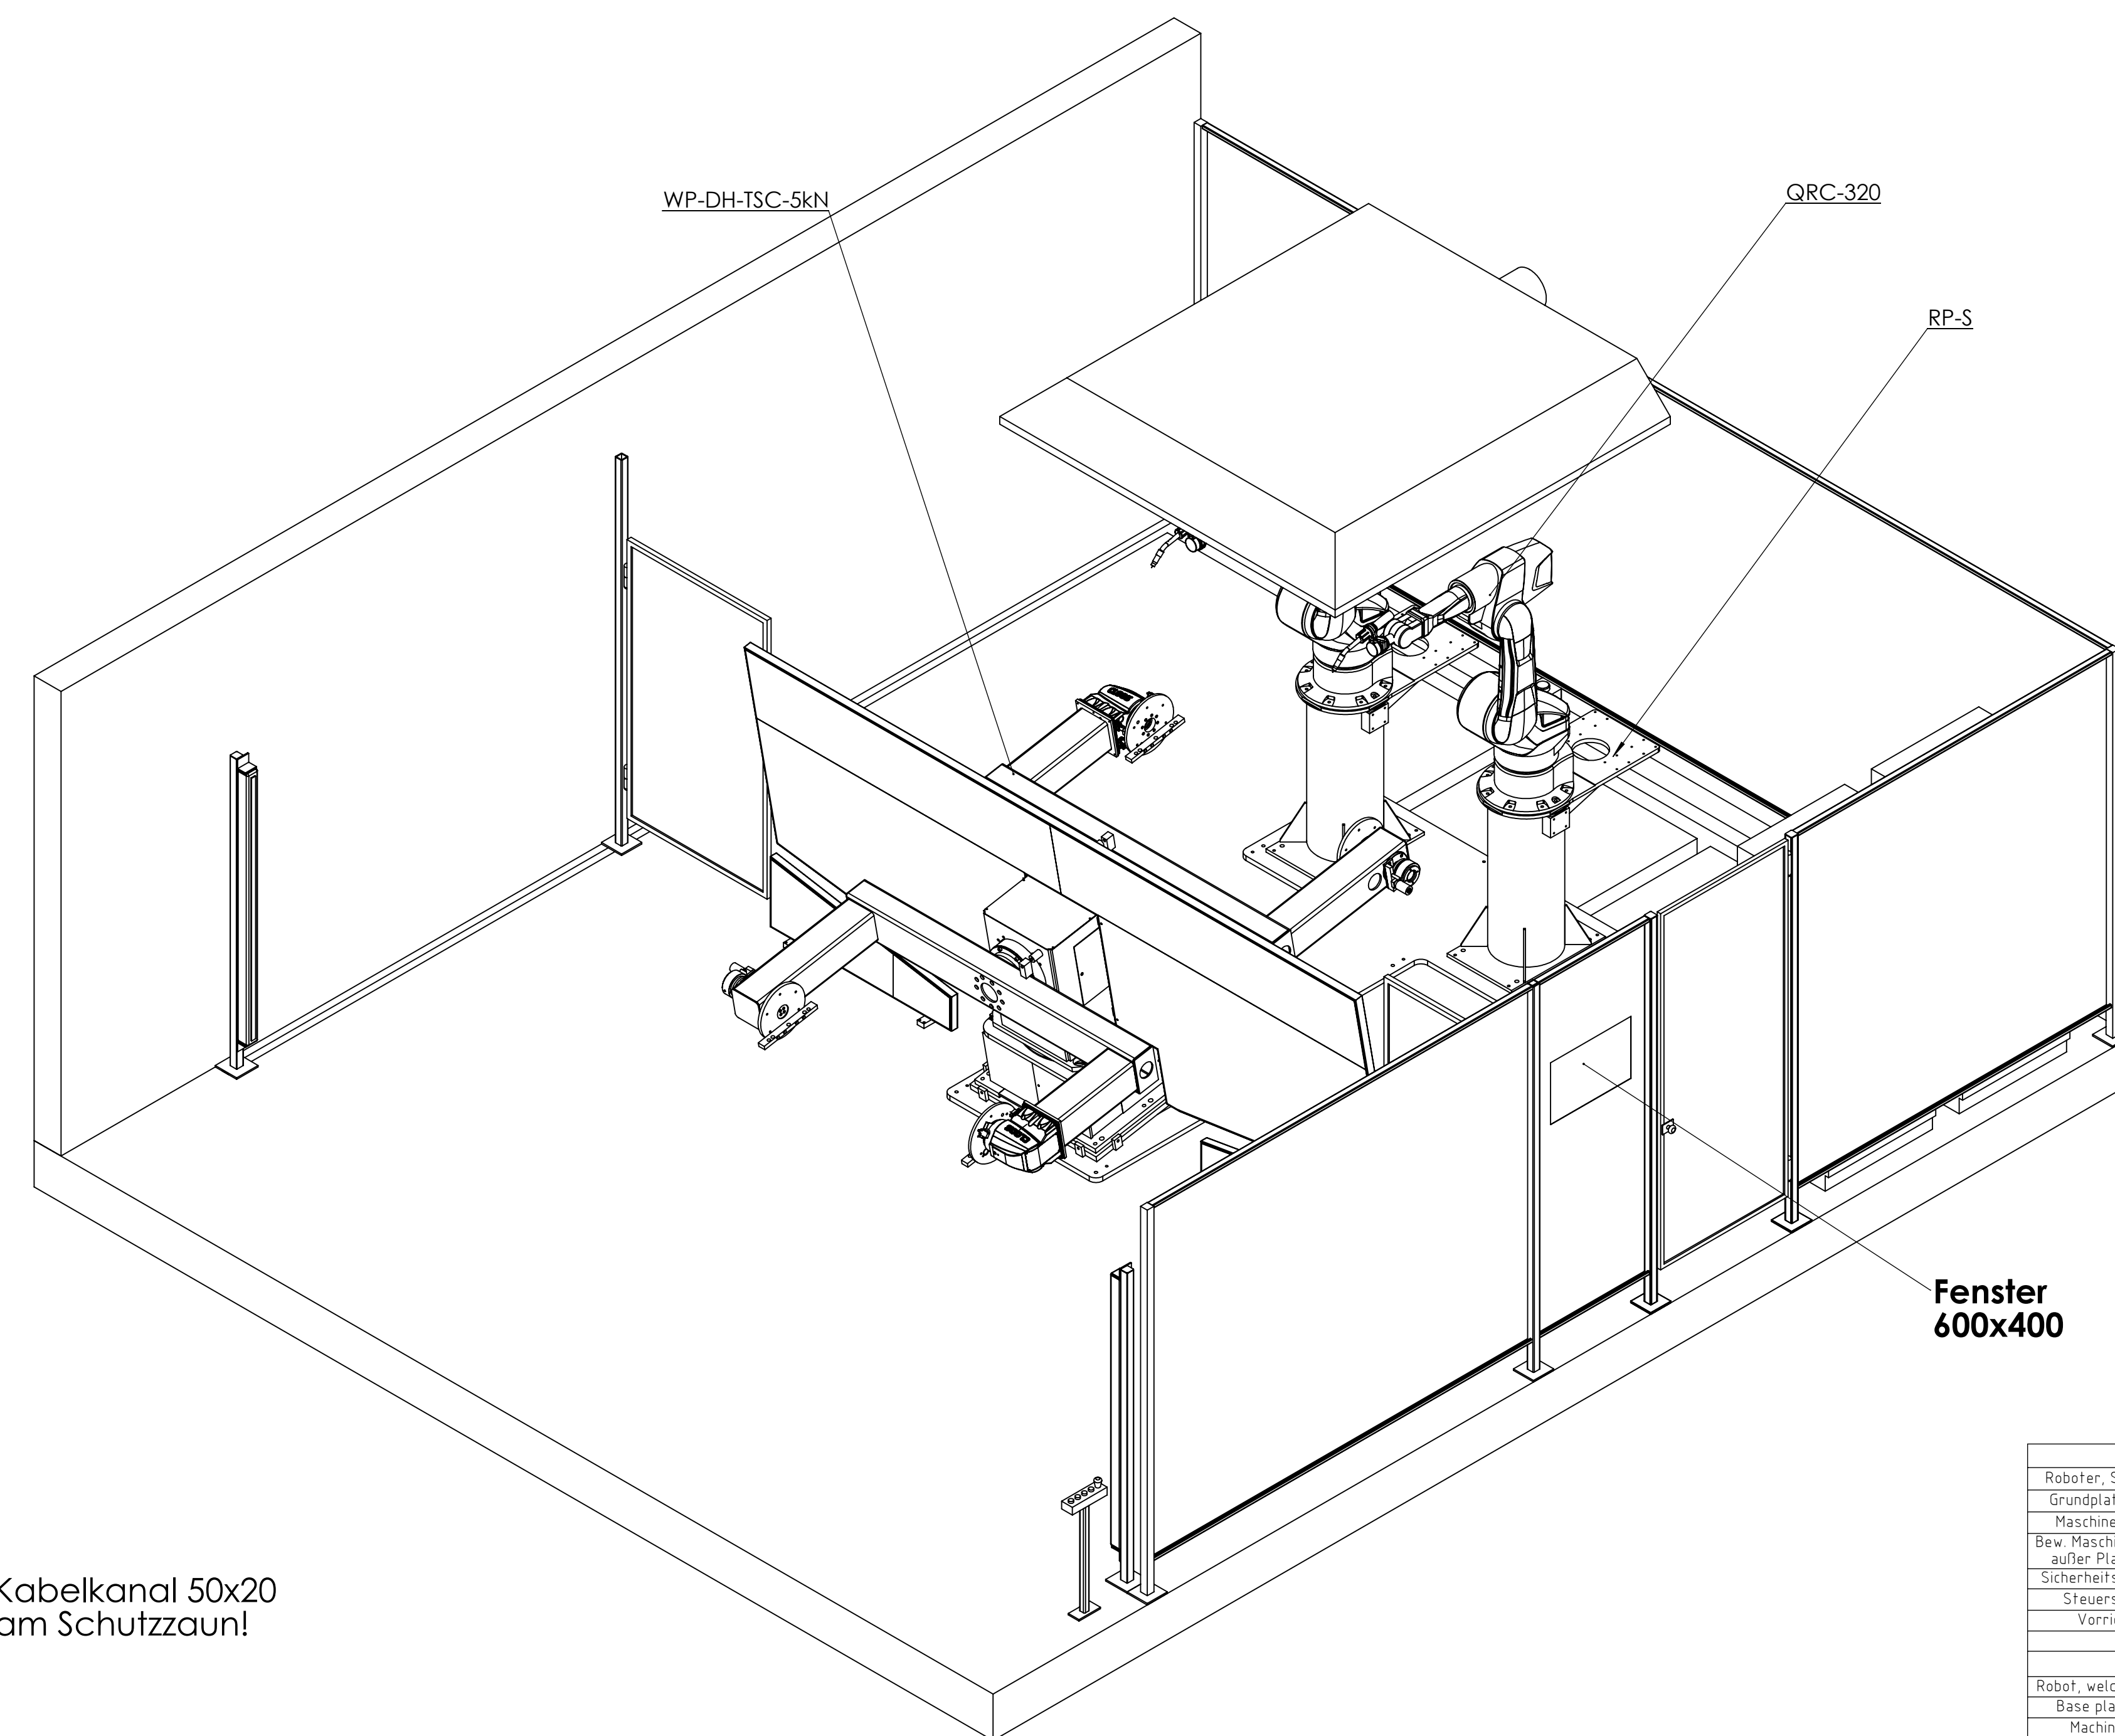 WP-DH-TSC-5kN
QRC-320
RP-S
Fenster
600x400
Kabelkanal 50x20
am Schutzzaun!
Roboter, S
Grundplat
Maschine
Bew. Maschi
außer Pla
Sicherheits
Steuers
Vorri
Robot, weld
Base pla
Machin